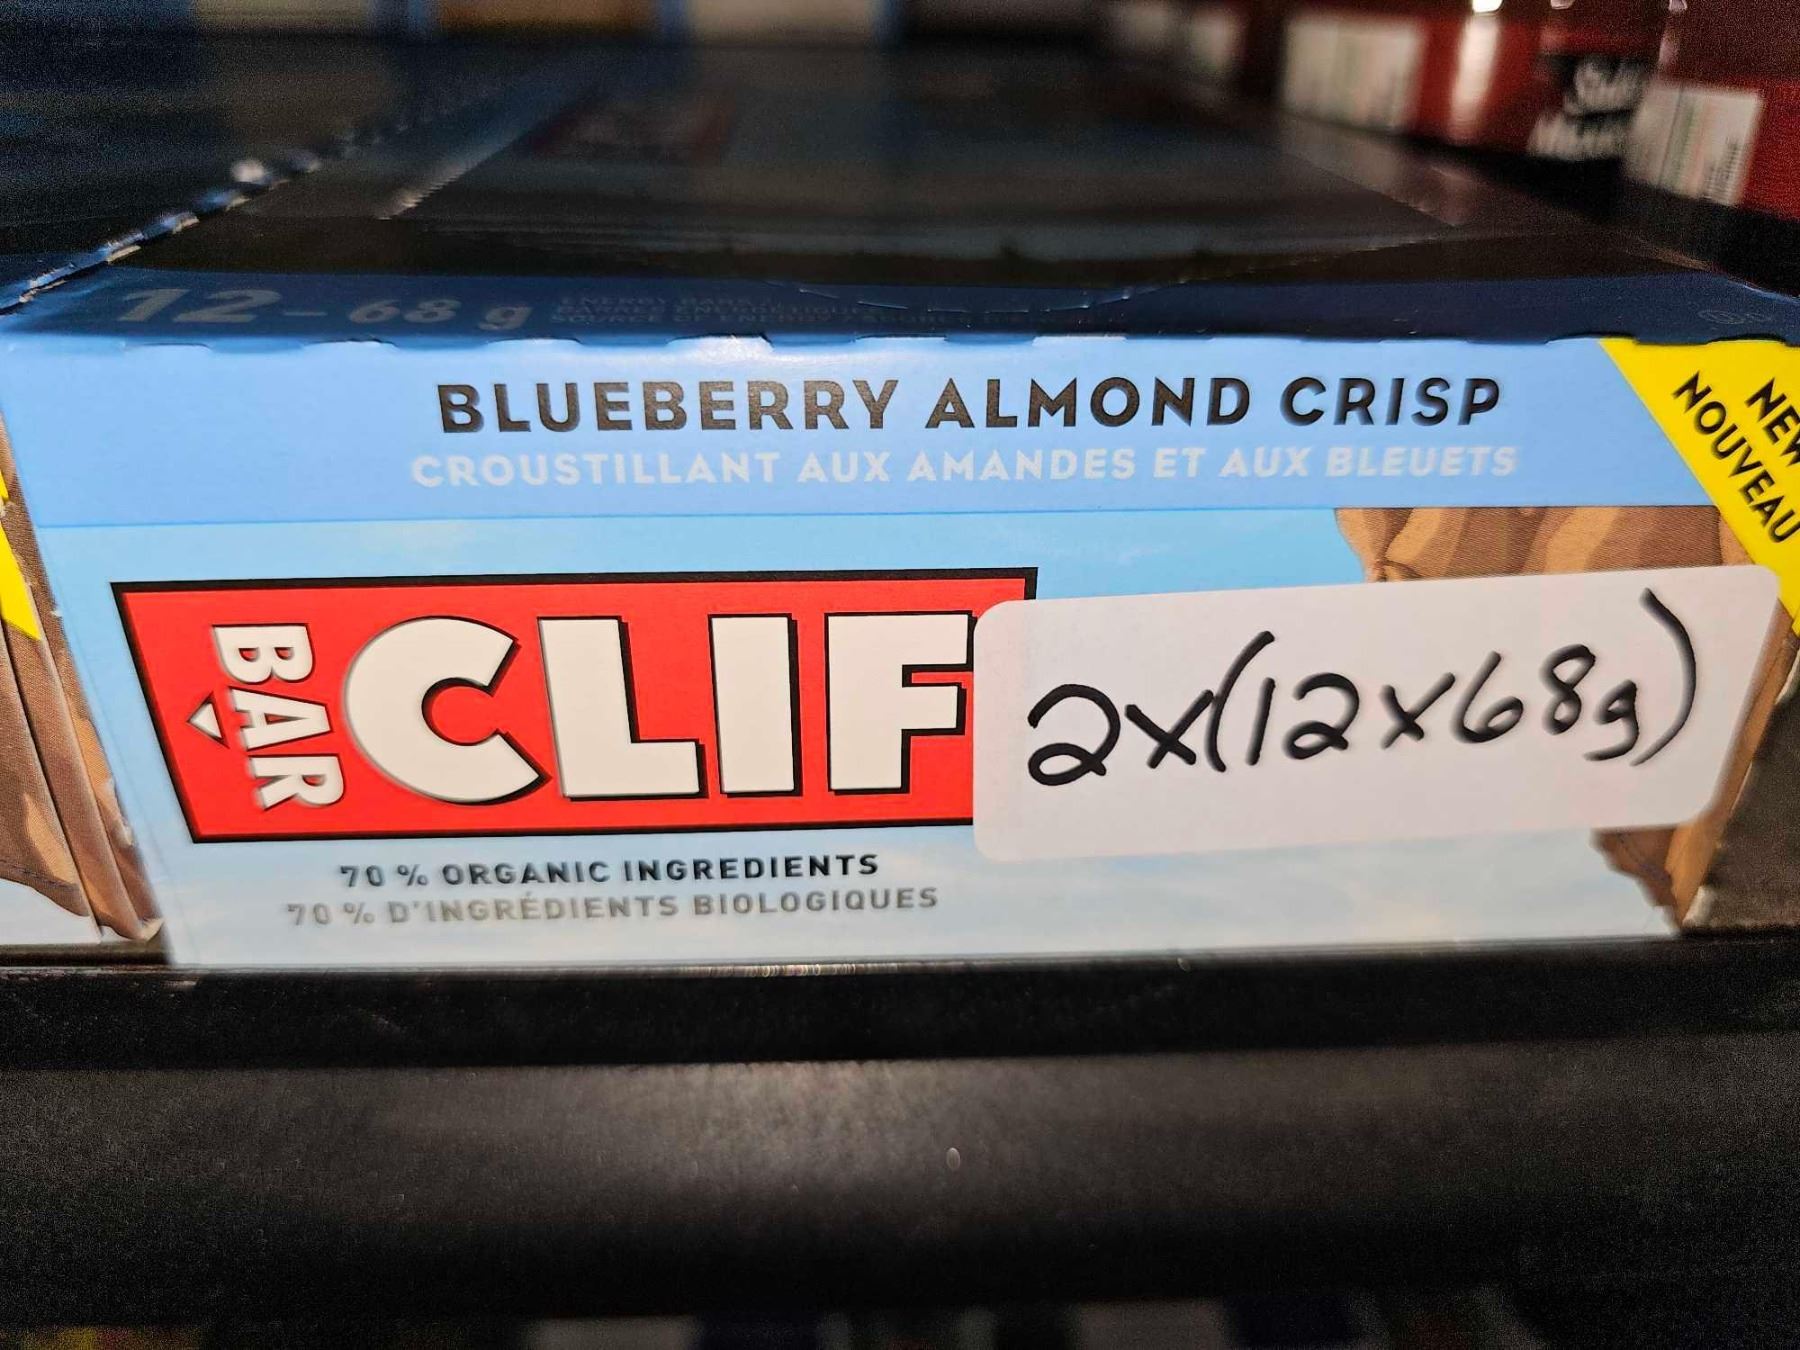 12 - 68 g
BLUEBERRY ALMOND CRISP
CROUSTILLANT AUX AMANDES ET AUX BLEUETS
NEW
NOUVEAU
CLIF
BAR
2x(12x68g)
70 % ORGANIC INGREDIENTS
70 % D'INGRÉDIENTS BIOLOGIQUES